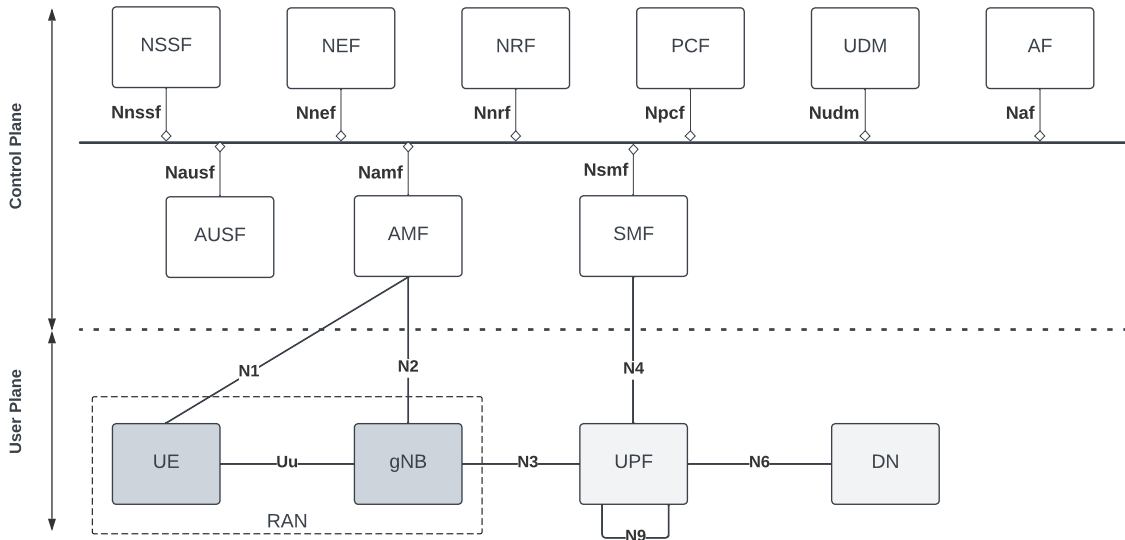 NSSF
NEF
NRF
PCF
UDM
AF
Nnssf
Nnef
Nnrf
Npcf
Nudm
Naf
Control Plane
Nausf
Namf
Nsmf
AUSF
AMF
SMF
N1
N2
N4
User Plane
UE
Uu
gNB
N3
UPF
N6
DN
RAN
N9